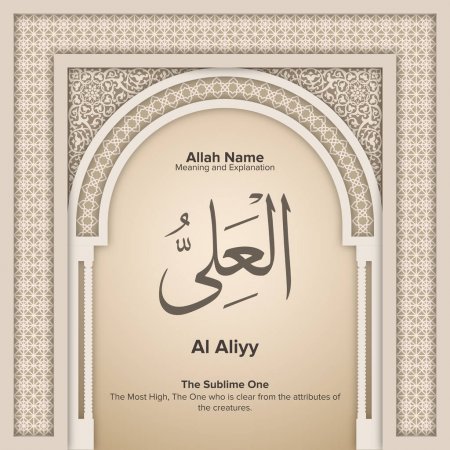 Allah Name
Meaning and Explanation
الْعَلِىُّ
Al Aliyy
The Sublime One
The Most High, The One who is clear from the attributes of
the creatures.